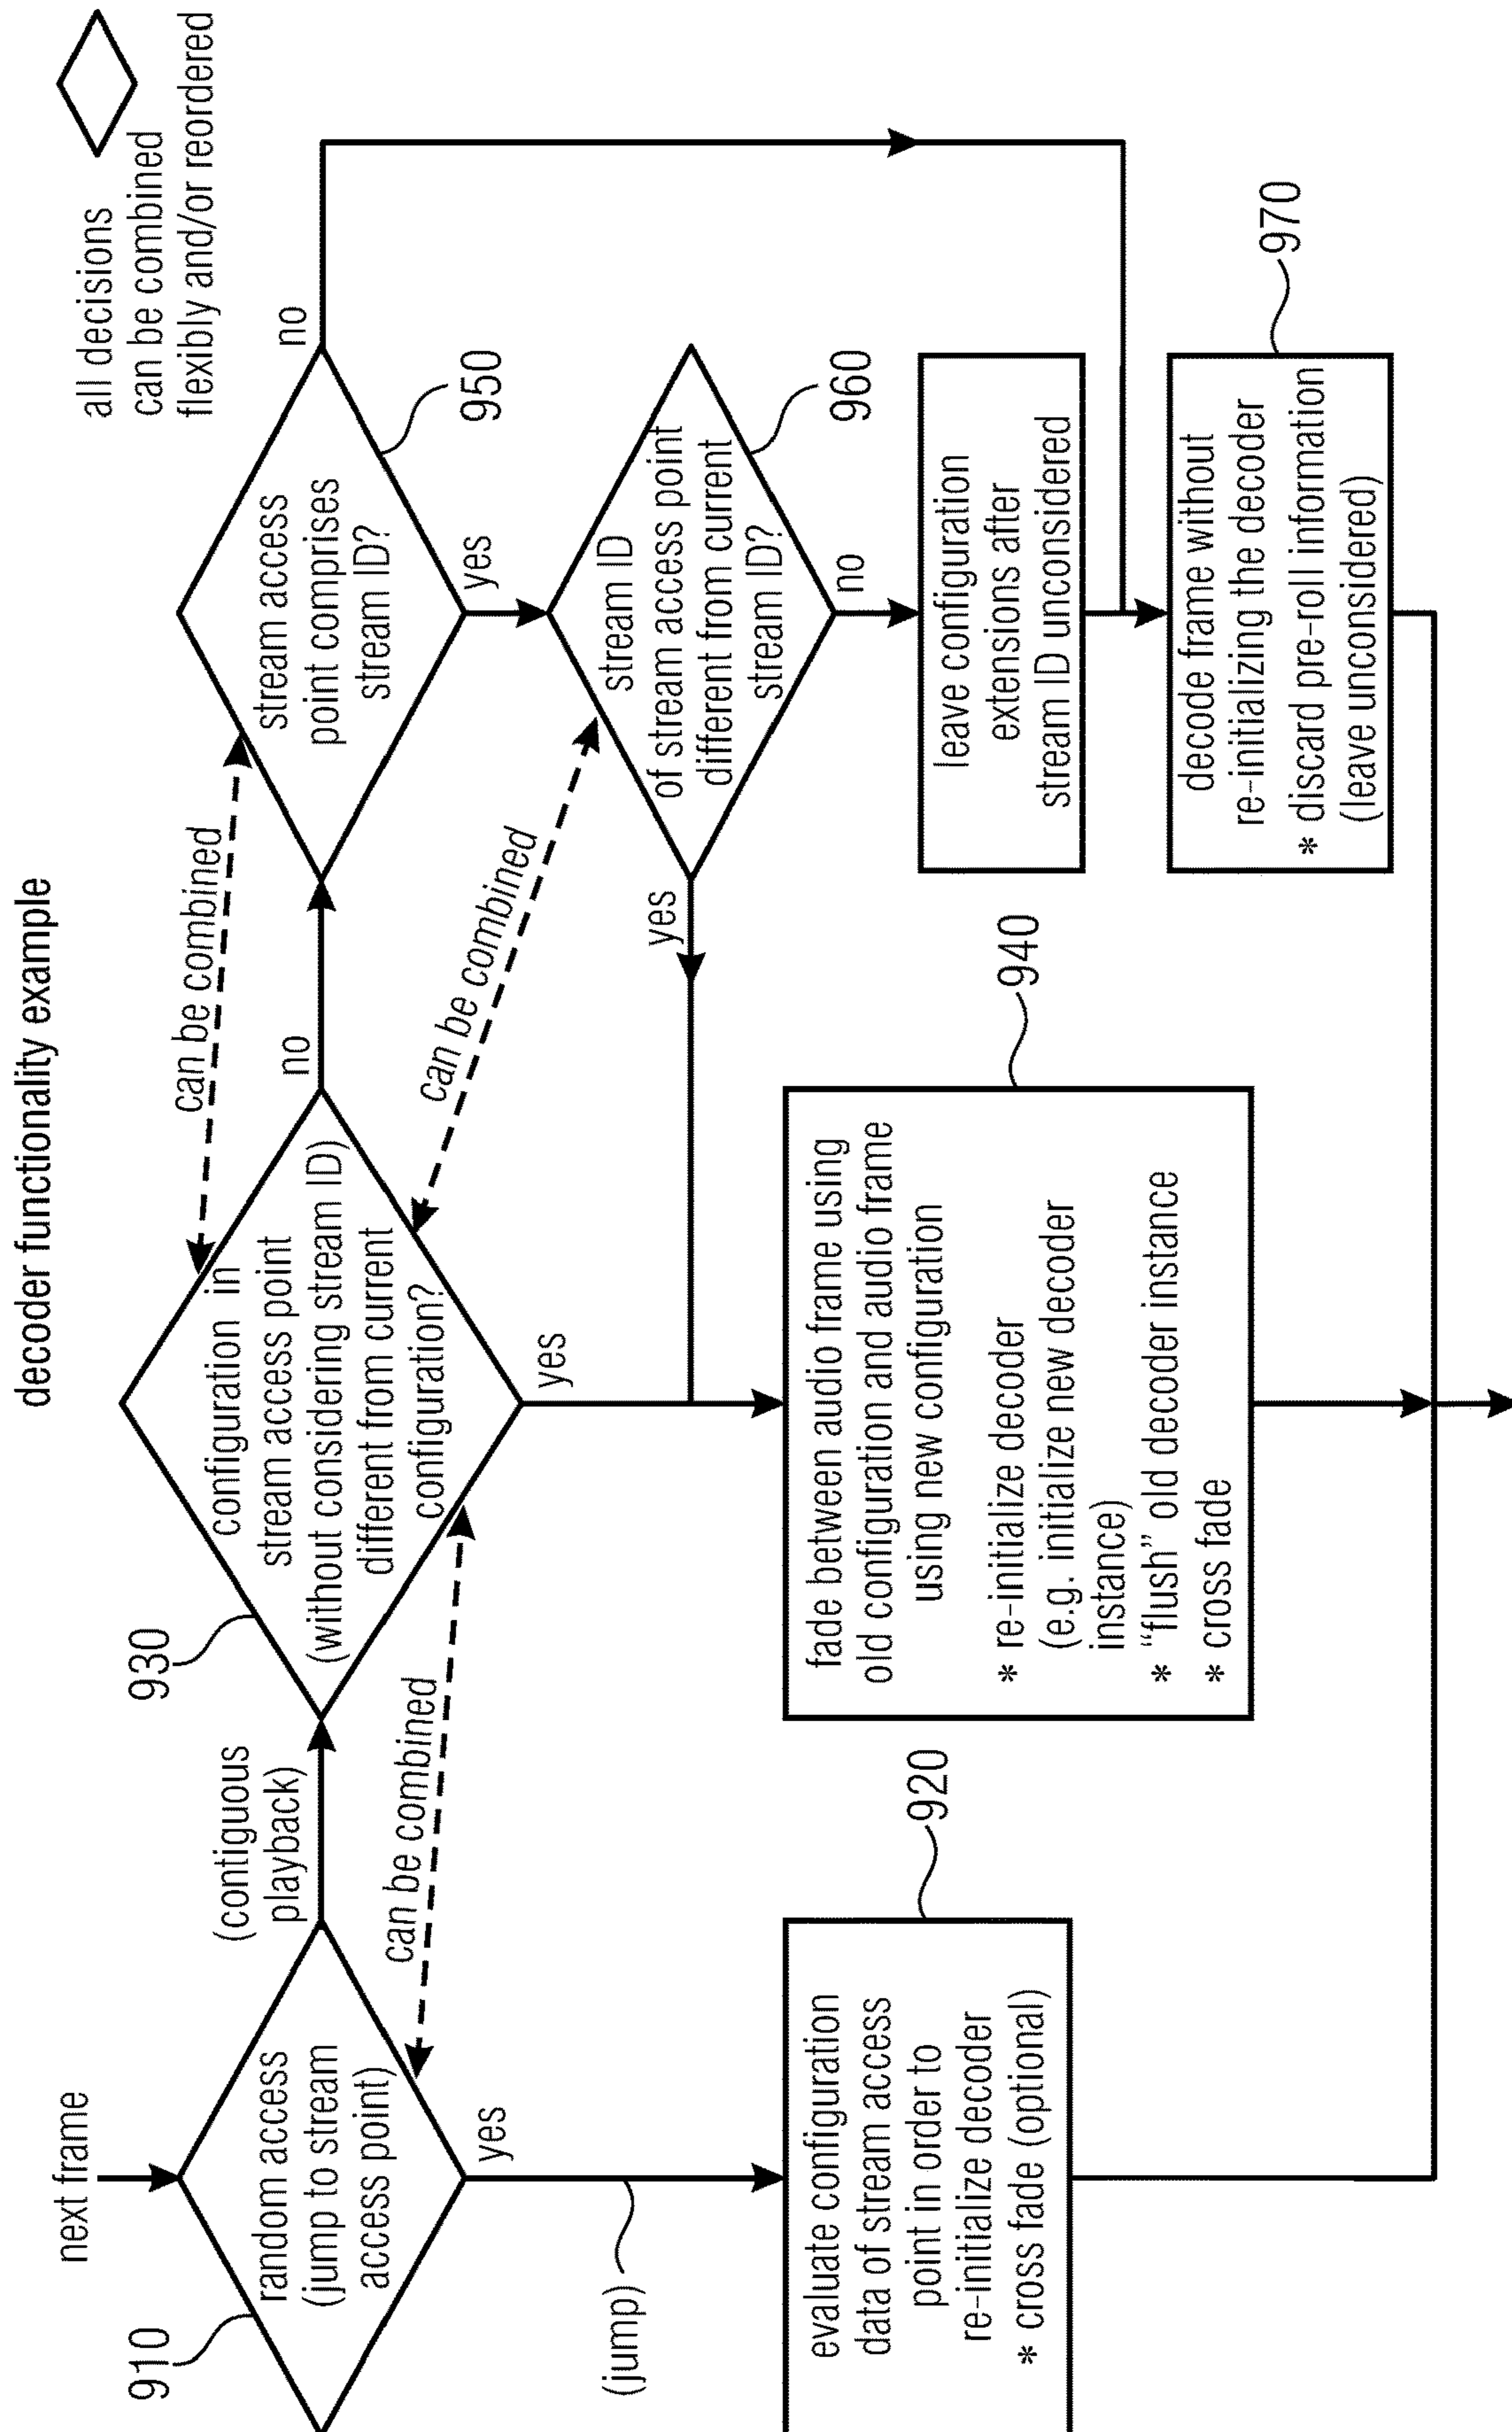 decoder functionality example
all decisions
can be combined
flexibly and/or reordered
next frame
910
random access
(jump to stream
access point)
yes
(jump)
(contiguous
playback)
can be combined
930
configuration in
stream access point
(without considering stream ID)
different from current
configuration?
yes
no
can be combined
can be combined
stream access
point comprises
stream ID?
950
no
yes
stream ID
of stream access point
different from current
stream ID?
960
yes
no
leave configuration
extensions after
stream ID unconsidered
920
evaluate configuration
data of stream access
point in order to
re-initialize decoder
* cross fade (optional)
940
fade between audio frame using
old configuration and audio frame
using new configuration
* re-initialize decoder
(e.g. initialize new decoder
instance)
* "flush" old decoder instance
* cross fade
970
decode frame without
re-initializing the decoder
* discard pre-roll information
(leave unconsidered)